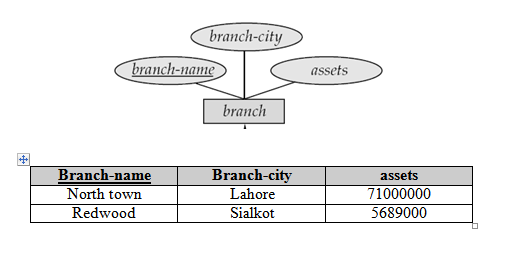 branch-city
branch-name assets
branch
Branch-name Branch-city assets
North town Lahore 71000000
Redwood Sialkot 5689000